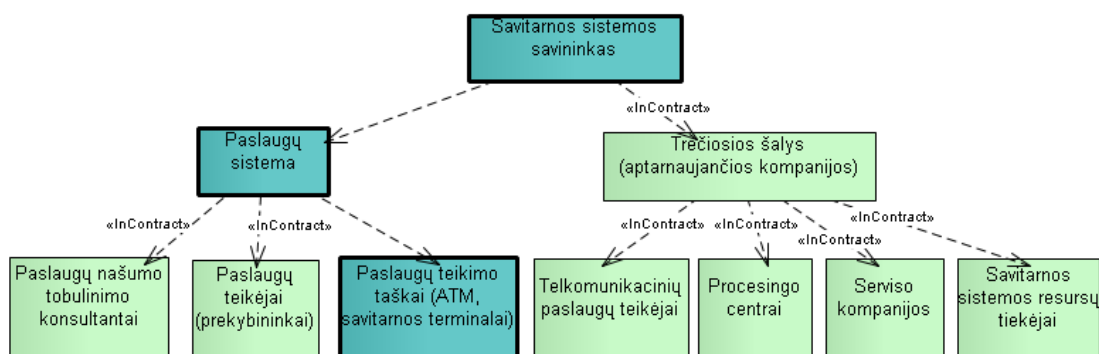 Savitarnos sistemos
savininkas
«InContract»
Paslaugų
sistema
Trečiosios šalys
(aptarnaujančios kompanijos)
«InContract»
«InContract»
«InContract»
«InContract»
«InContract»
«InContract»
Paslaugų našumo
tobulinimo
konsultantai
Paslaugų
teikėjai
(prekybininkai)
Paslaugų teikimo
taškai (ATM,
savitarnos terminalai)
Telkomunikacinių
paslaugų teikėjai
Procesingo
centrai
Serviso
kompanijos
Savitarnos
sistemos resursų
tiekėjai